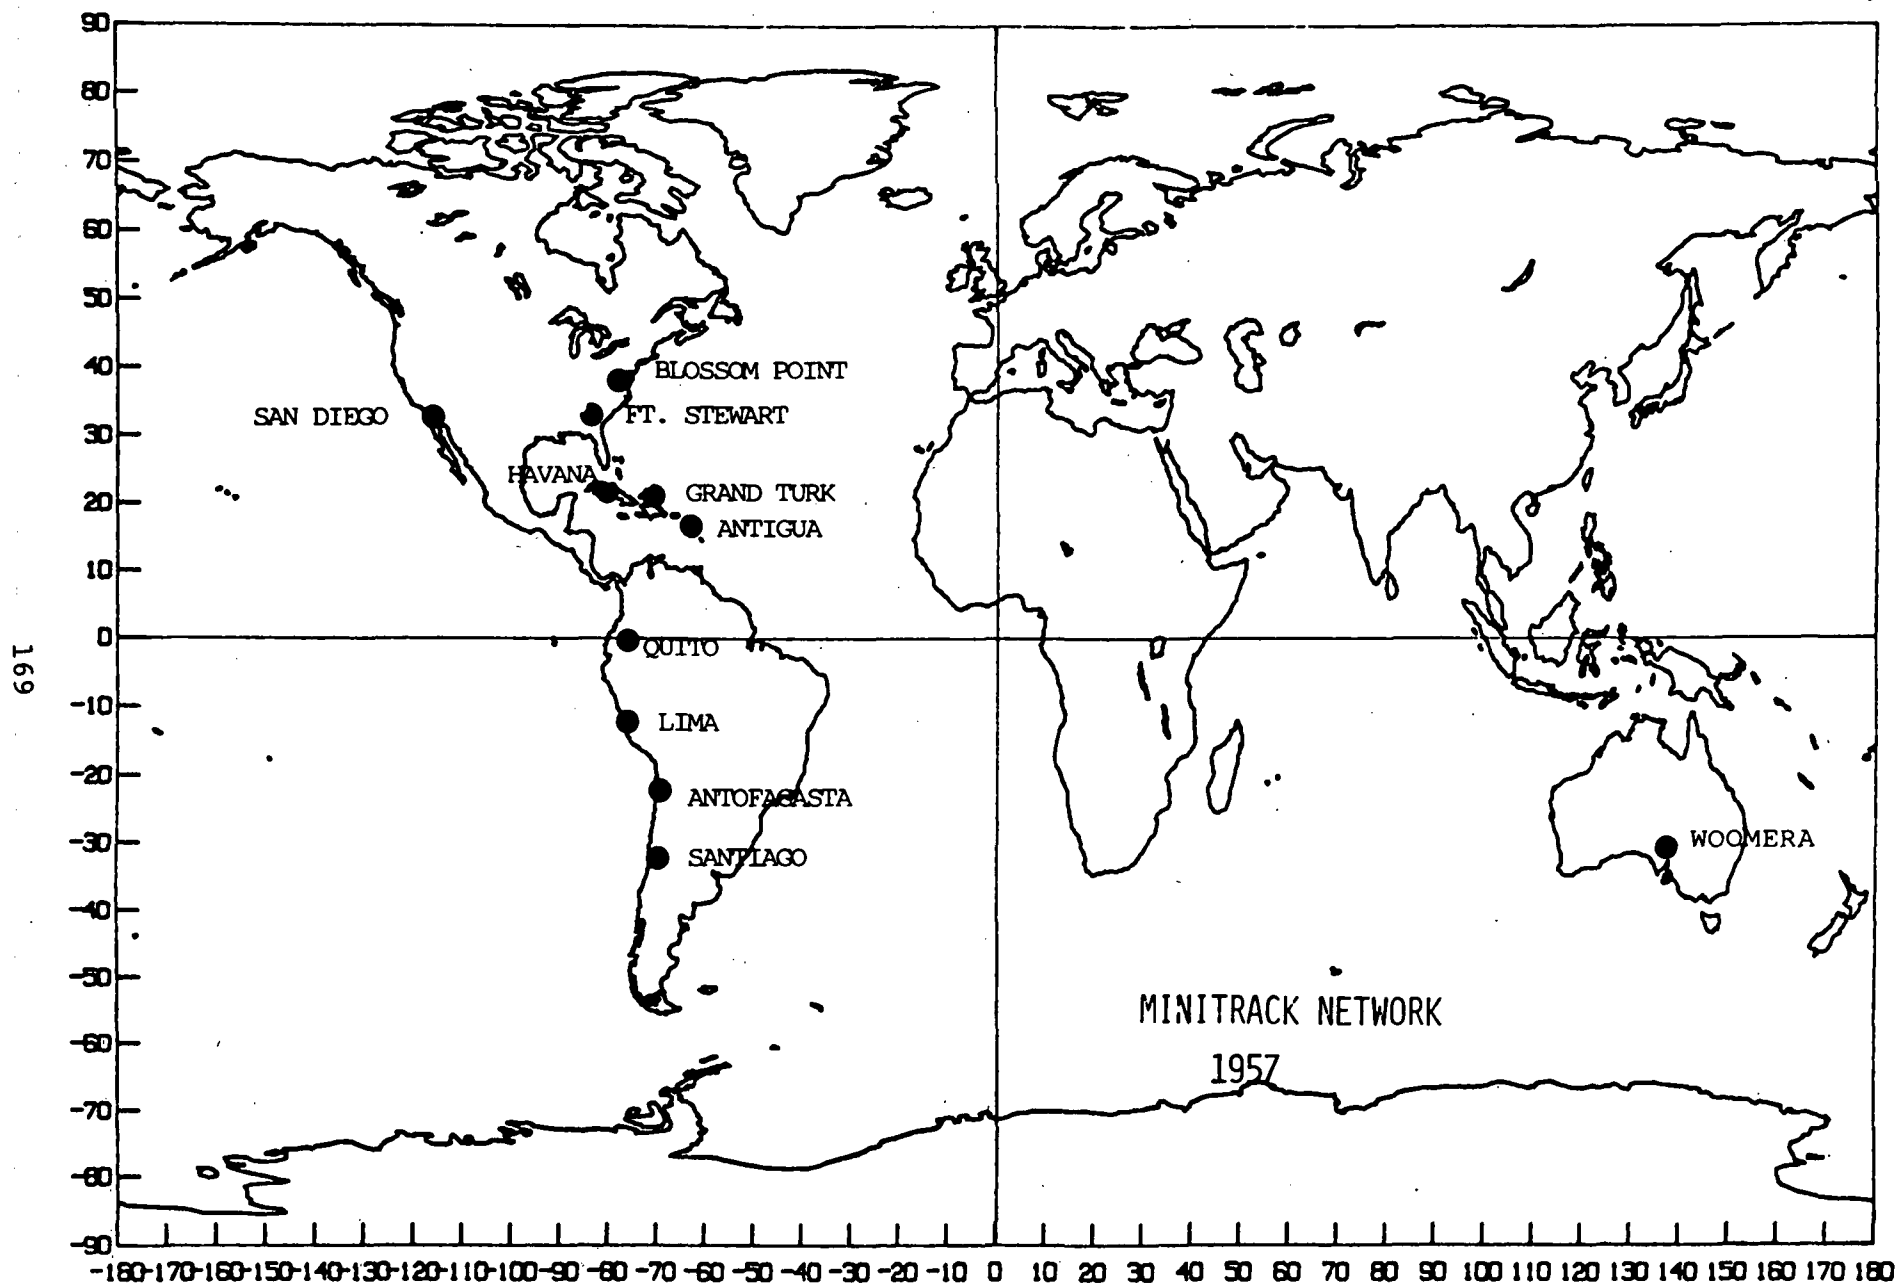 90
80
70
60
50
40
30
20
10
0
-10
-20
-30
-40
-50
-60
-70
-80
-90
BLOSSOM POINT
SAN DIEGO
FT. STEWART
HAVANA
GRAND TURK
ANTIGUA
QUITO
LIMA
ANTOFAGASTA
SANTIAGO
WOOMERA
MINITRACK NETWORK
1957
-180 -170 -160 -150 -140 -130 -120 -110 -100 -90 -80 -70 -60 -50 -40 -30 -20 -10 0 10 20 30 40 50 60 70 80 90 100 110 120 130 140 150 160 170 180
169